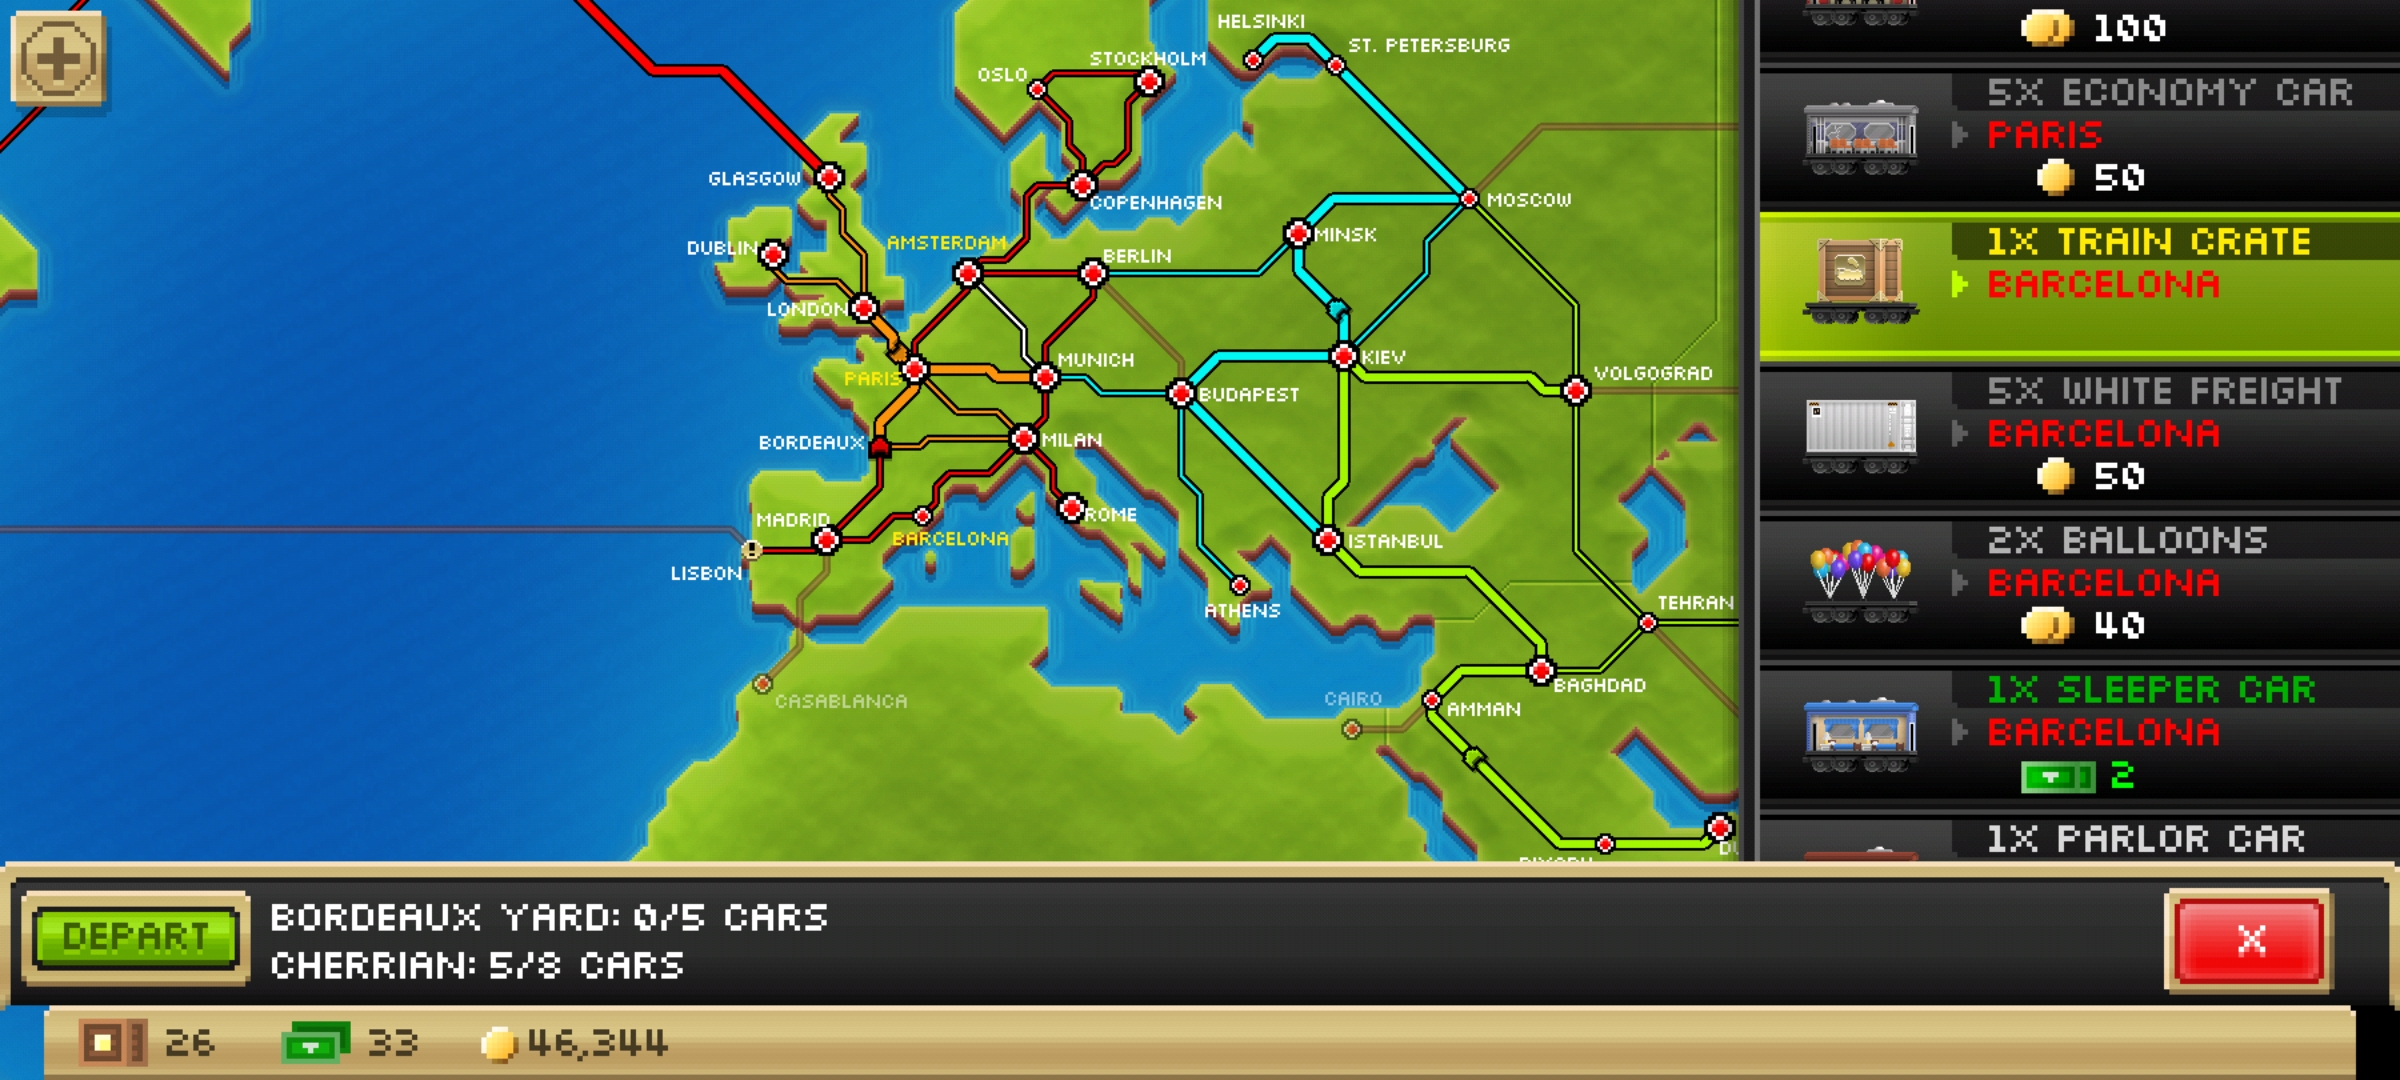 HELSINKI
ST. PETERSBURG
STOCKHOLM
OSLO
GLASGOW
COPENHAGEN
MOSCOW
MINSK
DUBLIN
AMSTERDAM
BERLIN
LONDON
MUNICH
KIEV
VOLGOGRAD
PARIS
BUDAPEST
BORDEAUX
MILAN
MADRID
ROME
BARCELONA
ISTANBUL
LISBON
ATHENS
TEHRAN
CASABLANCA
CAIRO
AMMAN
BAGHDAD
100
5X ECONOMY CAR
PARIS
50
1X TRAIN CRATE
BARCELONA
5X WHITE FREIGHT
BARCELONA
50
2X BALLOONS
BARCELONA
40
1X SLEEPER CAR
BARCELONA
2
1X PARLOR CAR
DEPART
BORDEAUX YARD: 0/5 CARS
CHERRIAN: 5/8 CARS
X
26
33
46,344